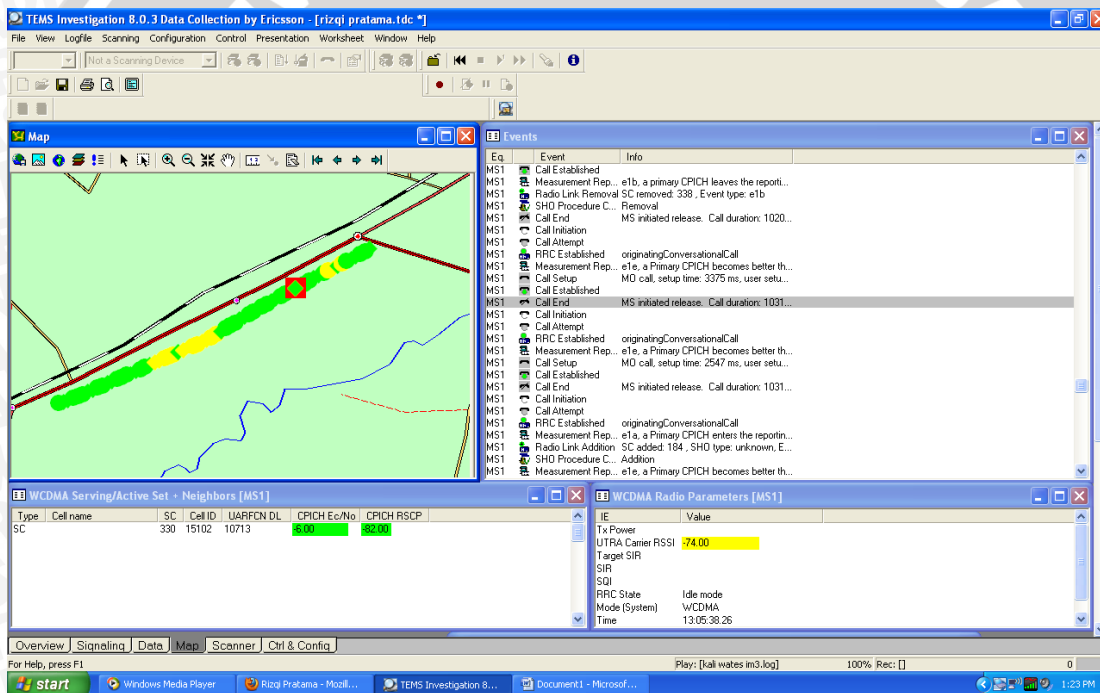 TEMS Investigation 8.0.3 Data Collection by Ericsson - [rizqi pratama.tdc *]
File View Logfile Scanning Configuration Control Presentation Worksheet Window Help
Not a Scanning Device
Map
Events
Eq. Event Info
MS1 Call Established
MS1 Measurement Rep... e1b, a primary CPICH leaves the reporti...
MS1 Radio Link Removal SC removed: 338 , Event type: e1b
MS1 SHO Procedure C... Removal
MS1 Call End MS initiated release. Call duration: 1020...
MS1 Call Initiation
MS1 Call Attempt
MS1 RRC Established originatingConversationalCall
MS1 Measurement Rep... e1e, a Primary CPICH becomes better th...
MS1 Call Setup MO call, setup time: 3375 ms, user setu...
MS1 Call Established
MS1 Call End MS initiated release. Call duration: 1031...
MS1 Call Initiation
MS1 Call Attempt
MS1 RRC Established originatingConversationalCall
MS1 Measurement Rep... e1e, a Primary CPICH becomes better th...
MS1 Call Setup MO call, setup time: 2547 ms, user setu...
MS1 Call Established
MS1 Call End MS initiated release. Call duration: 1031...
MS1 Call Initiation
MS1 Call Attempt
MS1 RRC Established originatingConversationalCall
MS1 Measurement Rep... e1a, a Primary CPICH enters the reportin...
MS1 Radio Link Addition SC added: 184 , SHO type: unknown, E...
MS1 SHO Procedure C... Addition
MS1 Measurement Rep... e1e, a Primary CPICH becomes better th...
WCDMA Serving/Active Set + Neighbors [MS1]
Type Cell name SC Cell ID UARFCN DL CPICH Ec/No CPICH RSCP
SC 330 15102 10713 -6.00 -82.00
WCDMA Radio Parameters [MS1]
IE Value
Tx Power
UTRA Carrier RSSI -74.00
Target SIR
SIR
SQI
RRC State Idle mode
Mode (System) WCDMA
Time 13:05:38.26
Overview Signaling Data Map Scanner Ctrl & Config
For Help, press F1 Play: [kali wates im3.log] 100% Rec: [] 0
start Windows Media Player Rizqi Pratama - Mozill... TEMS Investigation 8... Document1 - Microsof... 1:23 PM